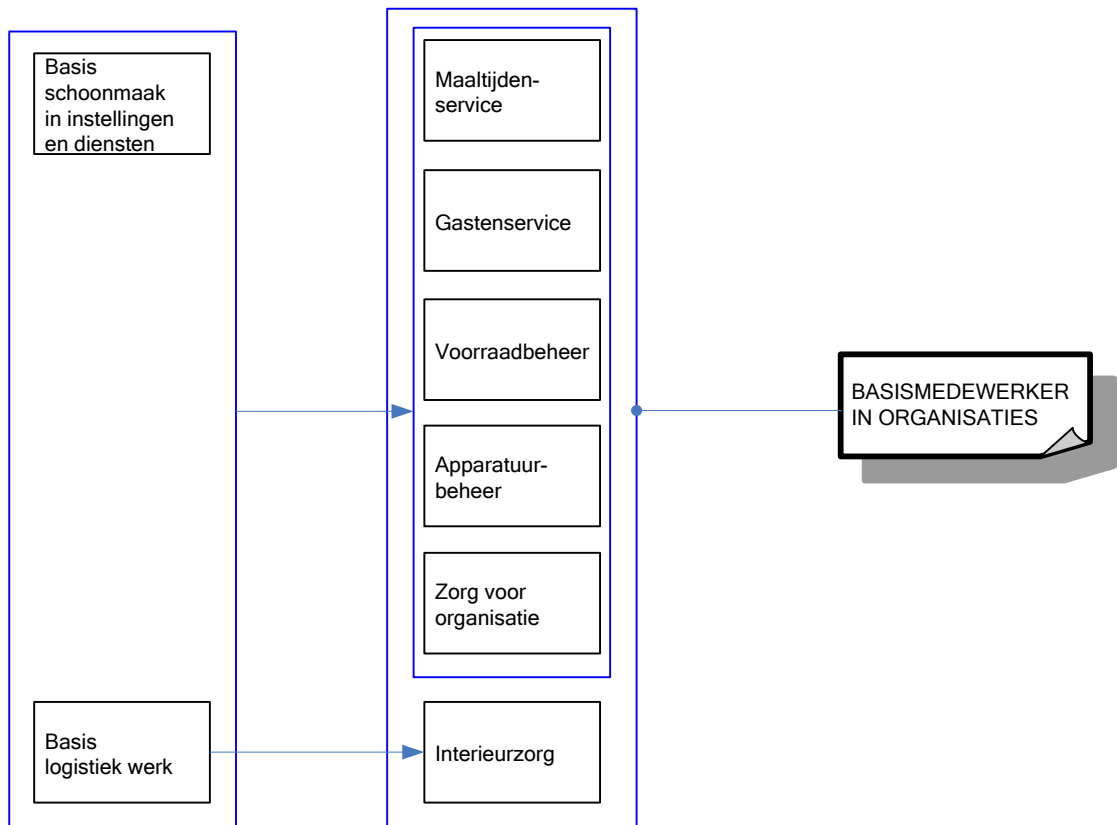 Basis
schoonmaak
in instellingen
en diensten
Basis
logistiek werk
Maaltijden-
service
Gastenservice
Voorraadbeheer
Apparatuur-
beheer
Zorg voor
organisatie
Interieurzorg
BASISMEDEWERKER
IN ORGANISATIES